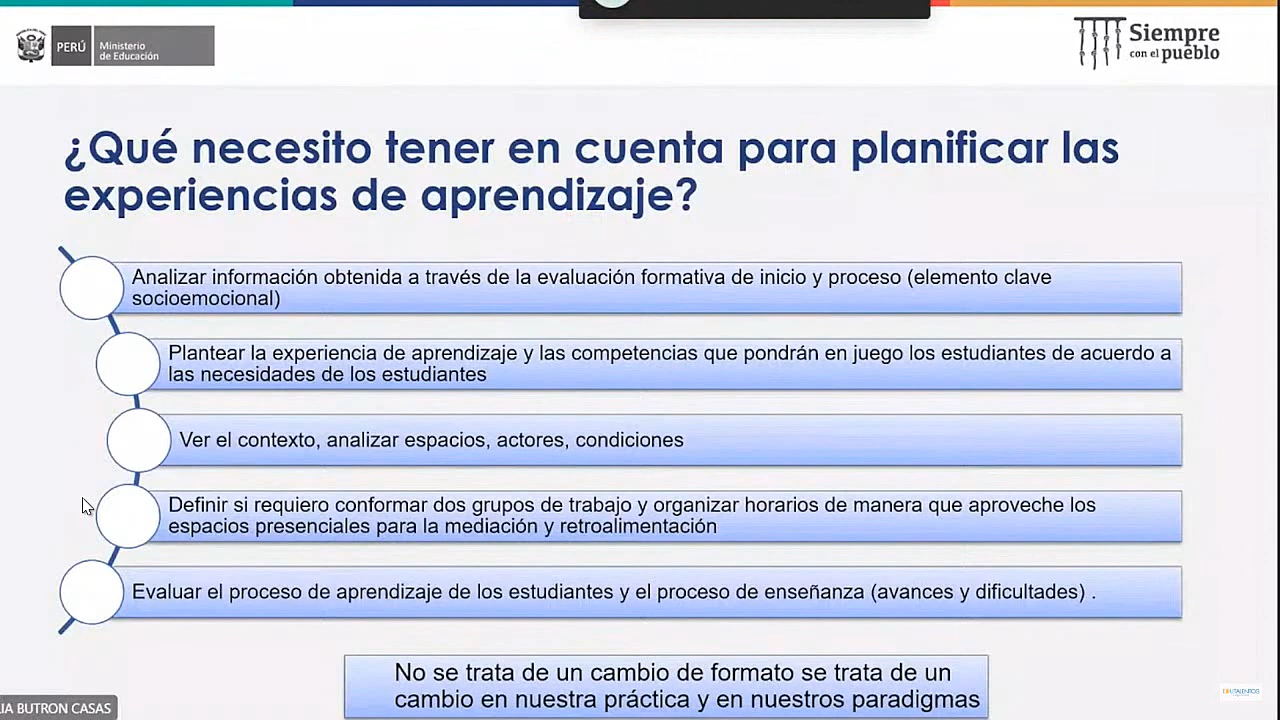 PERÚ
Ministerio
de Educación
Siempre
con el pueblo
¿Qué necesito tener en cuenta para planificar las
experiencias de aprendizaje?
Analizar información obtenida a través de la evaluación formativa de inicio y proceso (elemento clave
socioemocional)
Plantear la experiencia de aprendizaje y las competencias que pondrán en juego los estudiantes de acuerdo a
las necesidades de los estudiantes
Ver el contexto, analizar espacios, actores, condiciones
Definir si requiero conformar dos grupos de trabajo y organizar horarios de manera que aproveche los
espacios presenciales para la mediación y retroalimentación
Evaluar el proceso de aprendizaje de los estudiantes y el proceso de enseñanza (avances y dificultades) .
No se trata de un cambio de formato se trata de un
cambio en nuestra práctica y en nuestros paradigmas
LIA BUTRON CASAS